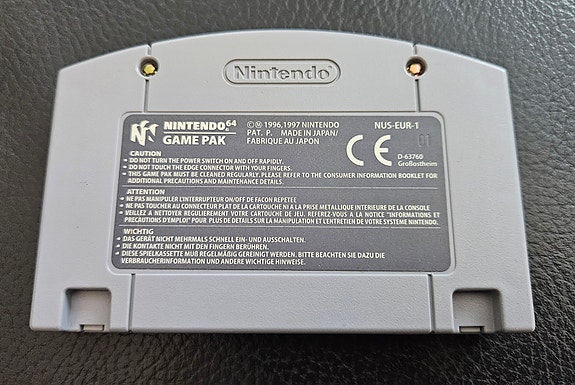 Nintendo®
NINTENDO64
GAME PAK
©Ⓜ 1996,1997 NINTENDO
PAT. P. MADE IN JAPAN/
FABRIQUE AU JAPON
NUS-EUR-1
CE
01
D-63760
Großostheim
CAUTION
• DO NOT TURN THE POWER SWITCH ON AND OFF RAPIDLY.
• DO NOT TOUCH THE EDGE CONNECTOR WITH YOUR FINGERS.
• THIS GAME PAK MUST BE CLEANED REGULARLY. PLEASE REFER TO THE CONSUMER INFORMATION BOOKLET FOR
ADDITIONAL PRECAUTIONS AND MAINTENANCE DETAILS.
ATTENTION
• NE PAS MANIPULER L'INTERRUPTEUR ON/OFF DE FACON REPETEE
• NE PAS TOUCHER AU CONNECTEUR PLAT DE LA CARTOUCHE NI A LA PRISE METALLIQUE INTERIEURE DE LA CONSOLE
• VEILLEZ A NETTOYER REGULIEREMENT VOTRE CARTOUCHE DE JEU. REFEREZ-VOUS A LA NOTICE "INFORMATIONS ET
PRECAUTIONS D'EMPLOI" POUR PLUS DE DETAILS SUR LA MANIPULATION ET L'ENTRETIEN DE VOTRE SYSTEME NINTENDO.
WICHTIG
• DAS GERÄT NICHT MEHRMALS SCHNELL EIN- UND AUSSCHALTEN.
• DIE KONTAKTE NICHT MIT DEN FINGERN BERÜHREN.
• DIESE SPIELKASSETTE MUß REGELMÄßIG GEREINIGT WERDEN. BITTE BEACHTEN SIE DAZU DIE
VERBRAUCHERINFORMATION UND ANDERE WICHTIGE HINWEISE.